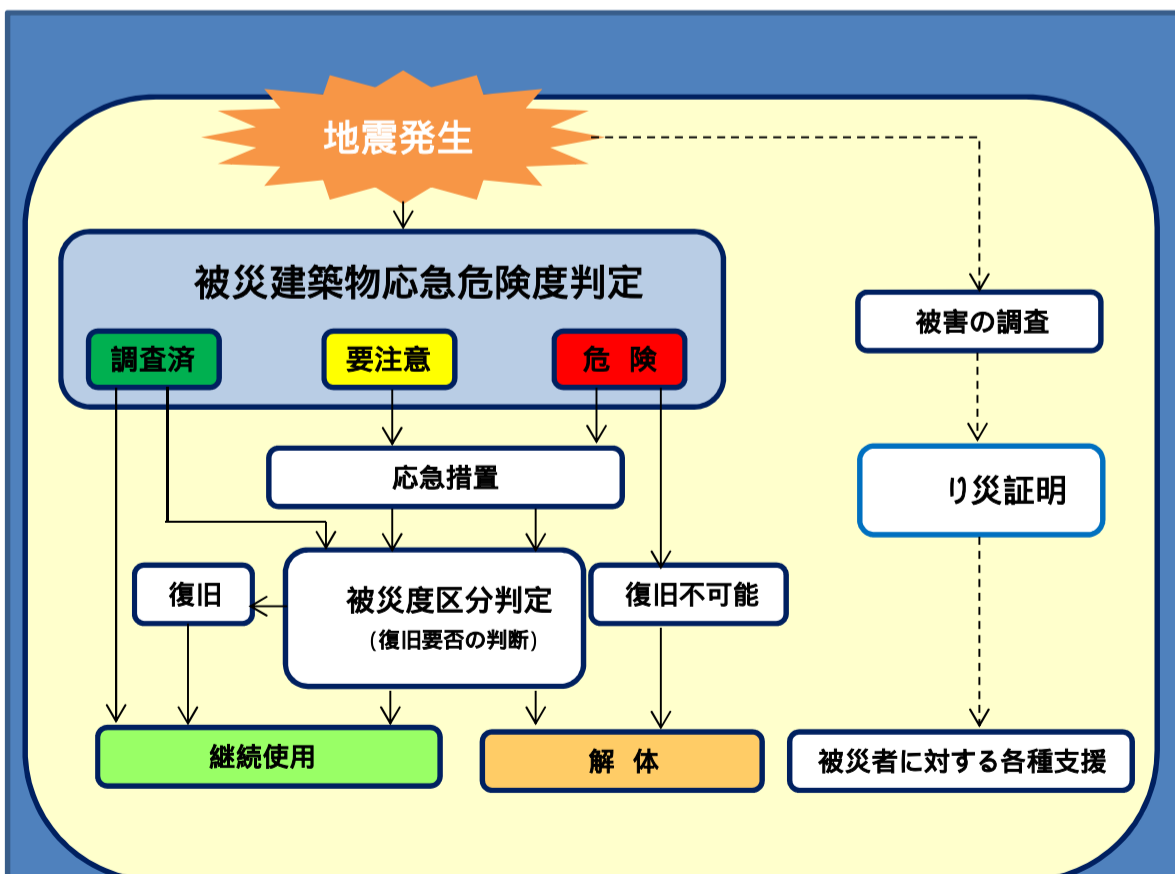 地震発生
被災建築物応急危険度判定
調査済
要注意
危 険
被害の調査
応急措置
り災証明
復旧
被災度区分判定
(復旧要否の判断)
復旧不可能
継続使用
解 体
被災者に対する各種支援